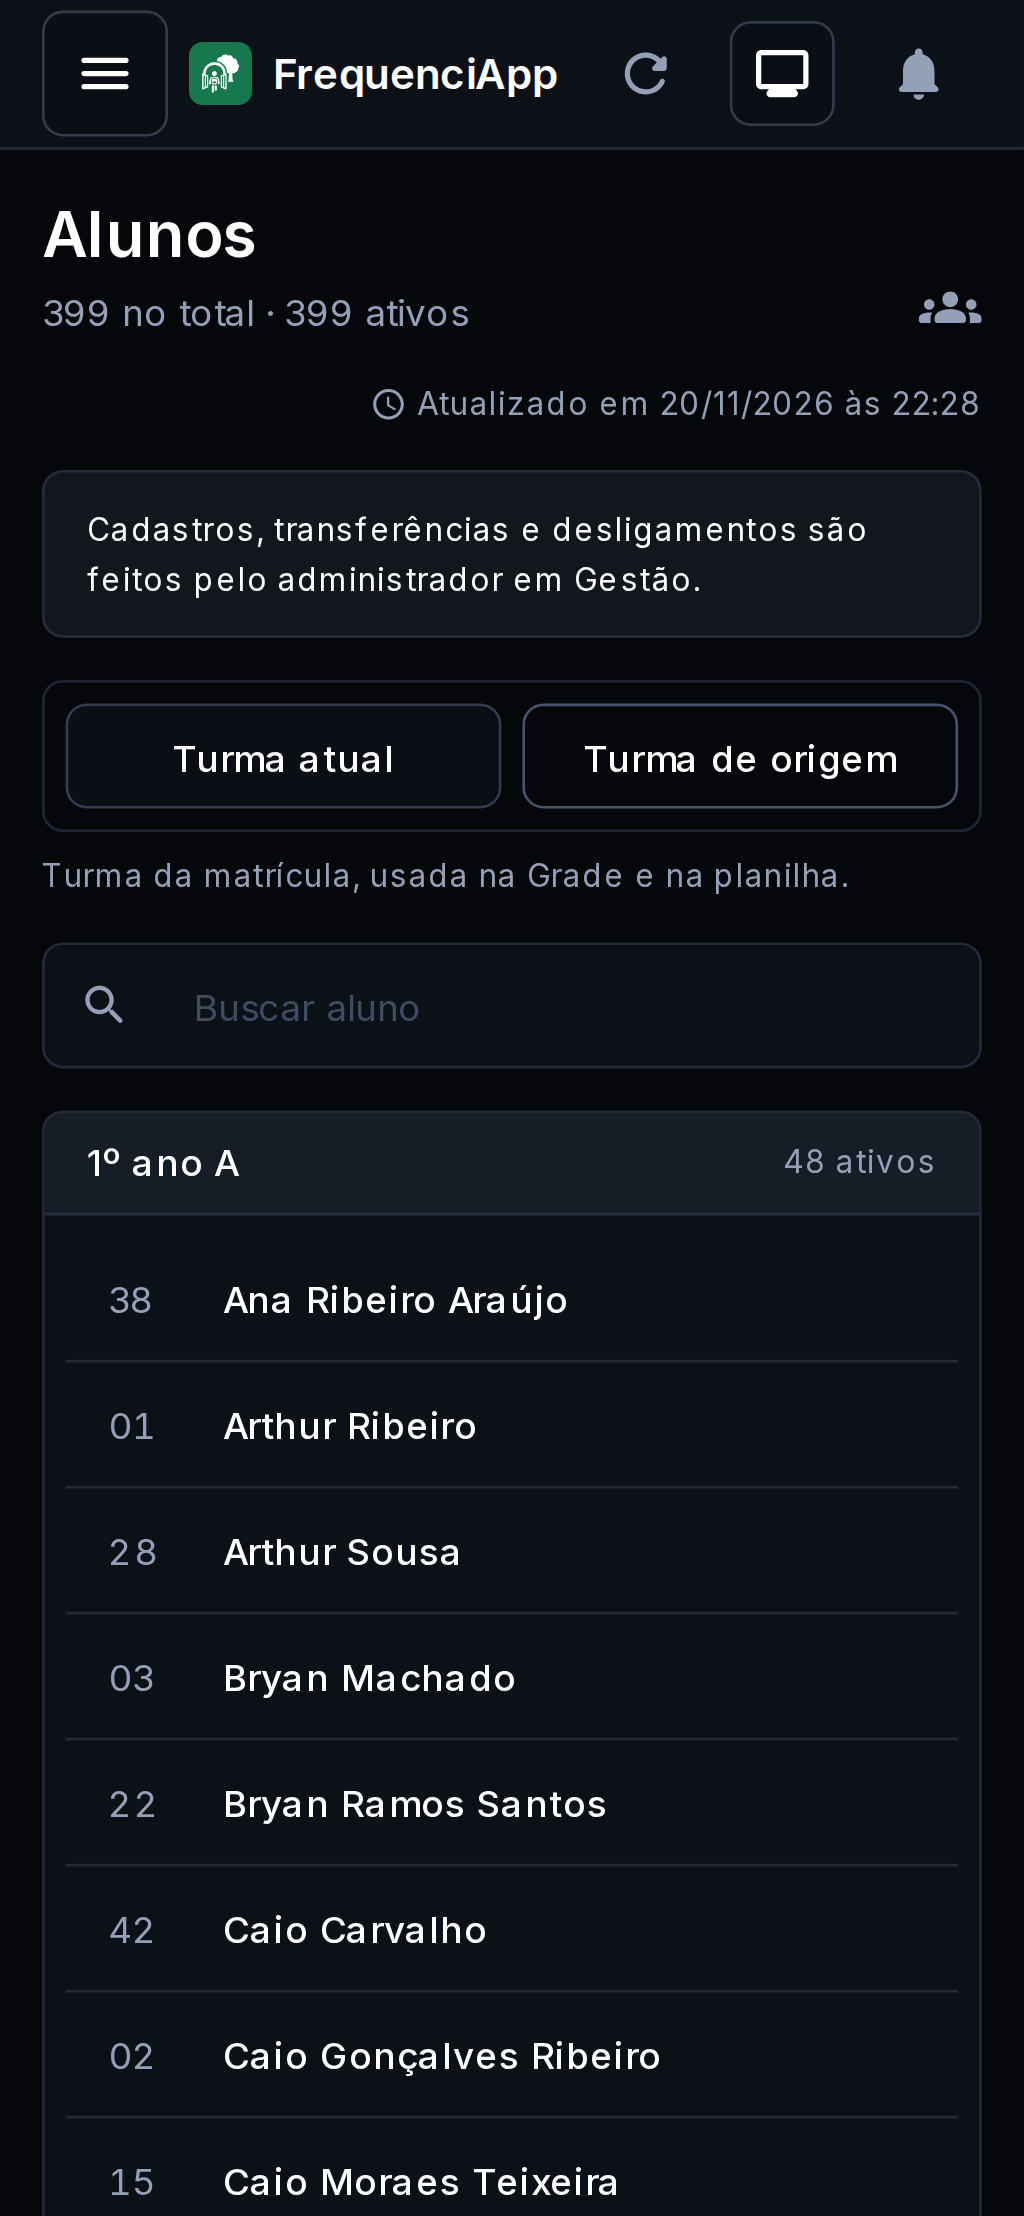 FrequenciApp
Alunos
399 no total · 399 ativos
Atualizado em 20/11/2026 às 22:28
Cadastros, transferências e desligamentos são
feitos pelo administrador em Gestão.
Turma atual
Turma de origem
Turma da matrícula, usada na Grade e na planilha.
Buscar aluno
1º ano A
48 ativos
38 Ana Ribeiro Araújo
01 Arthur Ribeiro
28 Arthur Sousa
03 Bryan Machado
22 Bryan Ramos Santos
42 Caio Carvalho
02 Caio Gonçalves Ribeiro
15 Caio Moraes Teixeira